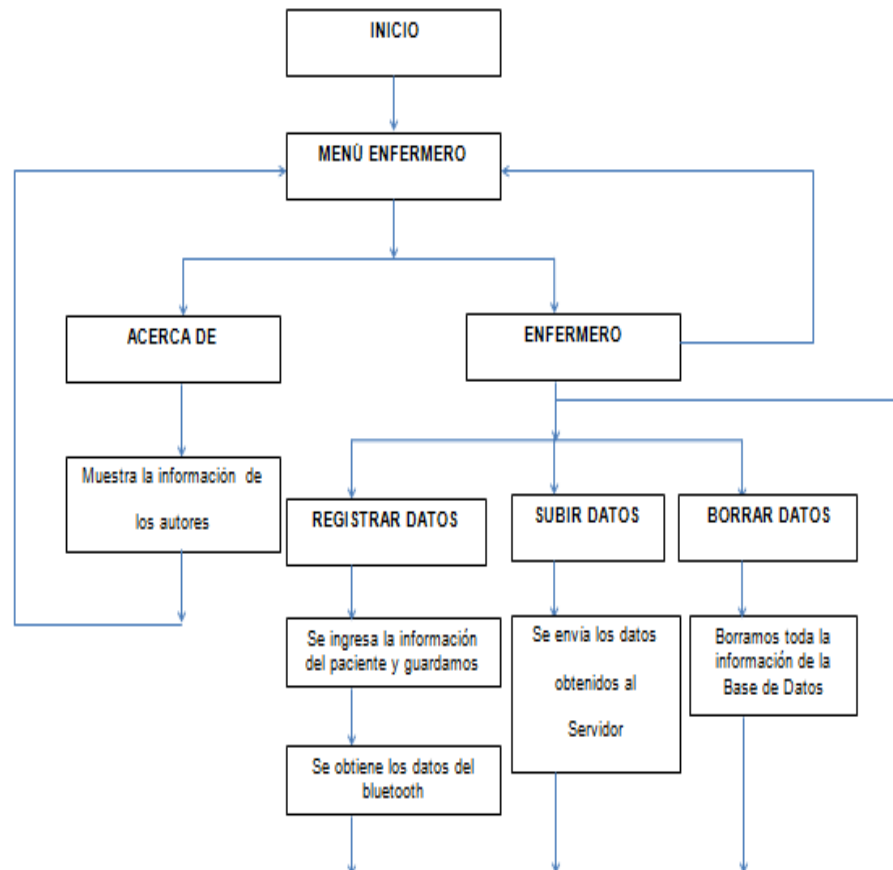 INICIO
MENÙ ENFERMERO
ACERCA DE
ENFERMERO
Muestra la información de
los autores
REGISTRAR DATOS
SUBIR DATOS
BORRAR DATOS
Se ingresa la información
del paciente y guardamos
Se envía los datos
obtenidos al
Servidor
Borramos toda la
información de la
Base de Datos
Se obtiene los datos del
bluetooth